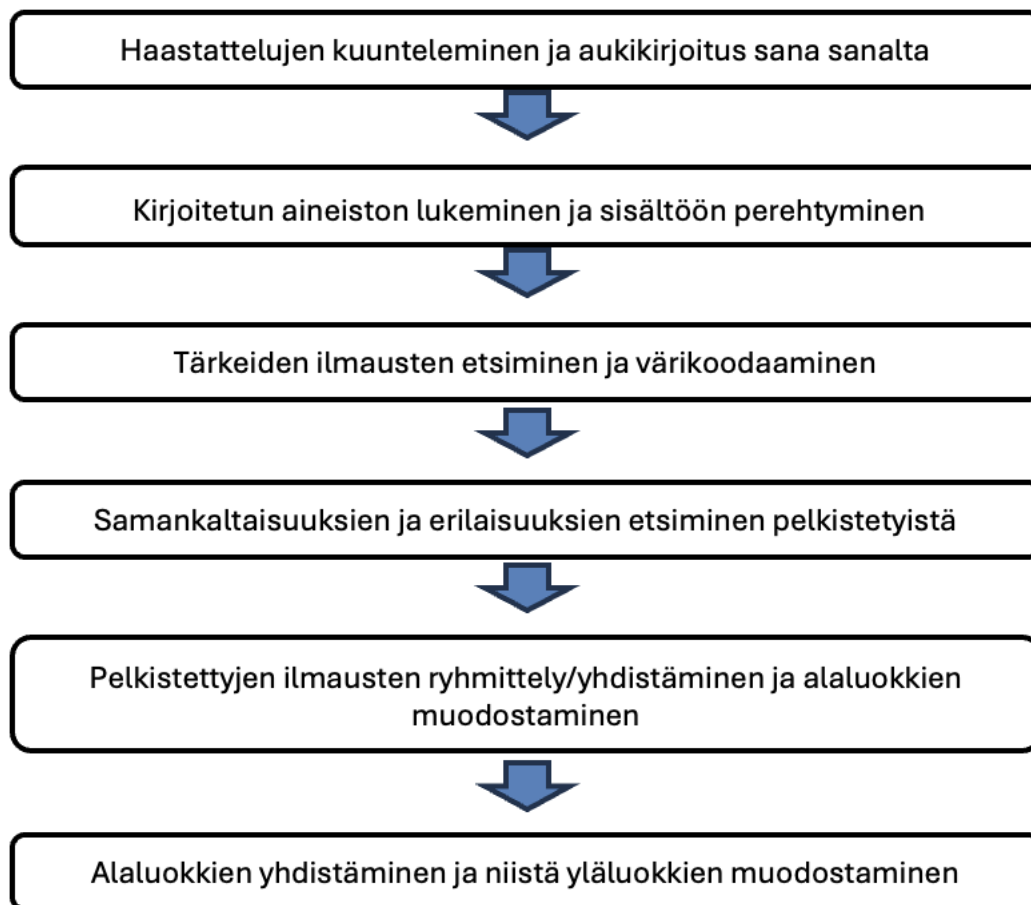 Haastattelujen kuunteleminen ja aukikirjoitus sana sanalta
Kirjoitetun aineiston lukeminen ja sisältöön perehtyminen
Tärkeiden ilmausten etsiminen ja värikoodaaminen
Samankaltaisuuksien ja erilaisuuksien etsiminen pelkistetyistä
Pelkistettyjen ilmausten ryhmittely/yhdistäminen ja alaluokkien
muodostaminen
Alaluokkien yhdistäminen ja niistä yläluokkien muodostaminen